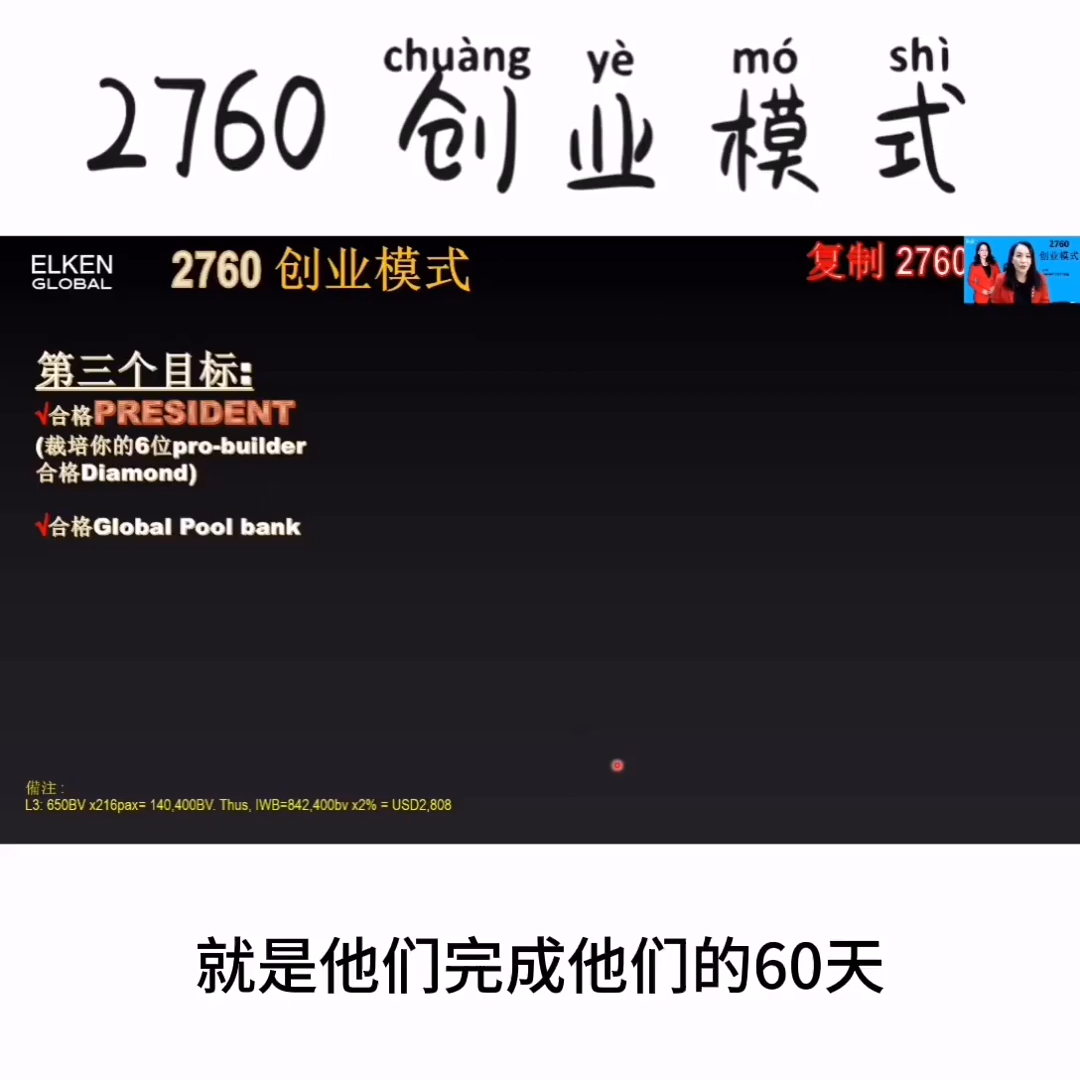 chuàng yè mó shì
2760 创业模式
ELKEN
GLOBAL
2760 创业模式
复制 2760
2760
创业模式
第三个目标:
√合格PRESIDENT
(栽培你的6位pro-builder
合格Diamond)
√合格Global Pool bank
備注 :
L3: 650BV x216pax= 140,400BV. Thus, IWB=842,400bv x2% = USD2,808
就是他们完成他们的60天